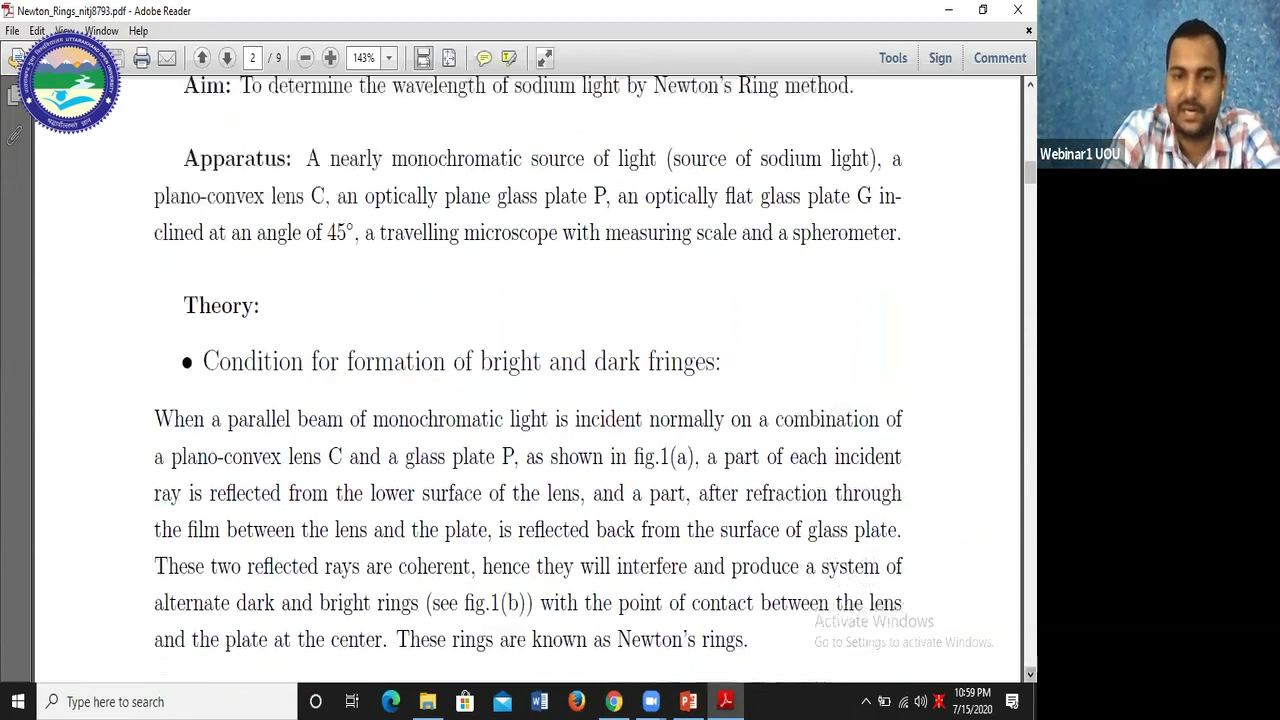 Newton_Rings_nitj8793.pdf - Adobe Reader
File Edit View Window Help
2 / 9 143% Tools Sign Comment
Aim: To determine the wavelength of sodium light by Newton's Ring method.
Apparatus: A nearly monochromatic source of light (source of sodium light), a
plano-convex lens C, an optically plane glass plate P, an optically flat glass plate G in-
clined at an angle of 45°, a travelling microscope with measuring scale and a spherometer.
Theory:
• Condition for formation of bright and dark fringes:
When a parallel beam of monochromatic light is incident normally on a combination of
a plano-convex lens C and a glass plate P, as shown in fig.1(a), a part of each incident
ray is reflected from the lower surface of the lens, and a part, after refraction through
the film between the lens and the plate, is reflected back from the surface of glass plate.
These two reflected rays are coherent, hence they will interfere and produce a system of
alternate dark and bright rings (see fig.1(b)) with the point of contact between the lens
and the plate at the center. These rings are known as Newton's rings.
Activate Windows
Go to Settings to activate Windows.
Webinar1 UOU
Type here to search
10:59 PM
7/15/2020